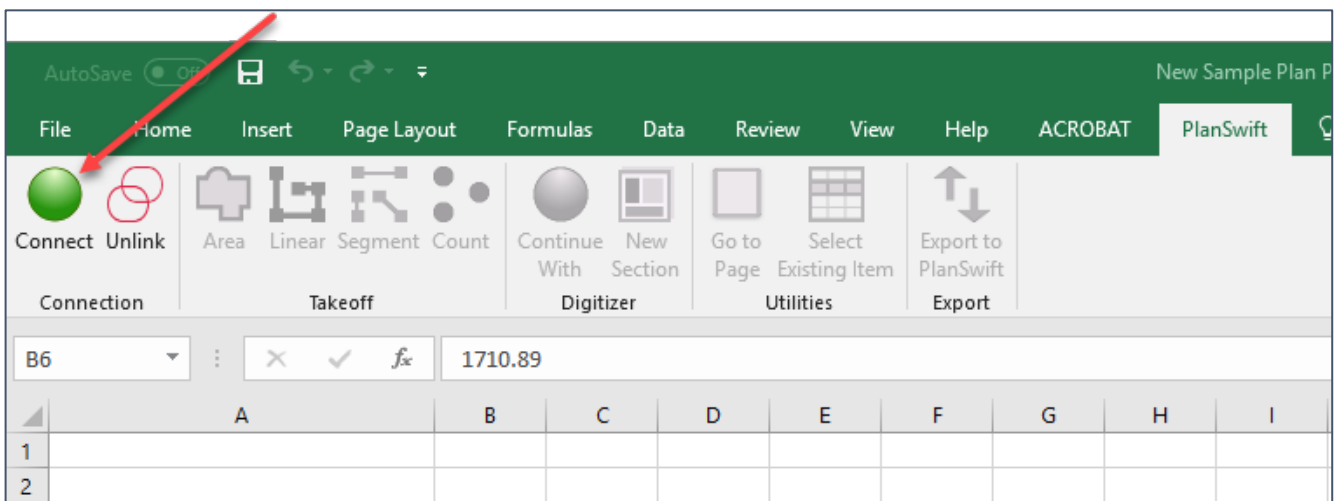 AutoSave Off New Sample Plan P
File Home Insert Page Layout Formulas Data Review View Help ACROBAT PlanSwift
Connect Unlink Area Linear Segment Count Continue New Go to Select Export to
With Section Page Existing Item PlanSwift
Connection Takeoff Digitizer Utilities Export
B6 fx 1710.89
A B C D E F G H I
1
2